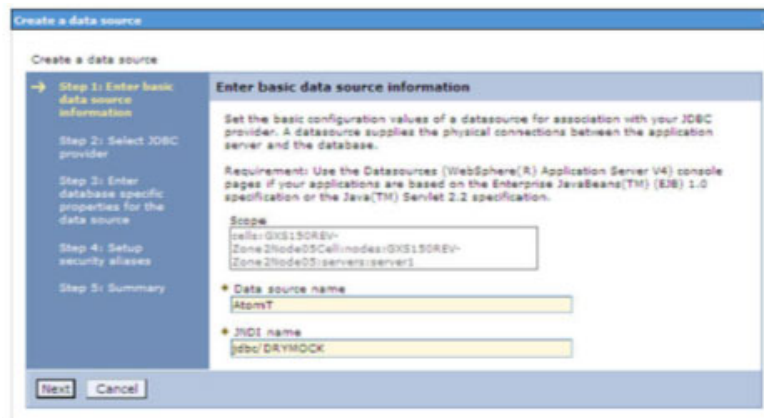 Create a data source
Create a data source
Step 1: Enter basic
data source
information
Step 2: Select JDBC
provider
Step 3: Enter
database specific
properties for the
data source
Step 4: Setup
security aliases
Step 5: Summary
Enter basic data source information
Set the basic configuration values of a datasource for association with your JDBC
provider. A datasource supplies the physical connections between the application
server and the database.
Requirement: Use the Datasources (WebSphere(R) Application Server V4) console
pages if your applications are based on the Enterprise JavaBeans(TM) (EJB) 1.0
specification or the Java(TM) Servlet 2.2 specification.
Scope
cells:GXS150REV-
Zone2Node05Cell:nodes:GXS150REV-
Zone2Node05:servers:server1
* Data source name
AtomT
* JNDI name
jdbc/DRYMOCK
Next Cancel